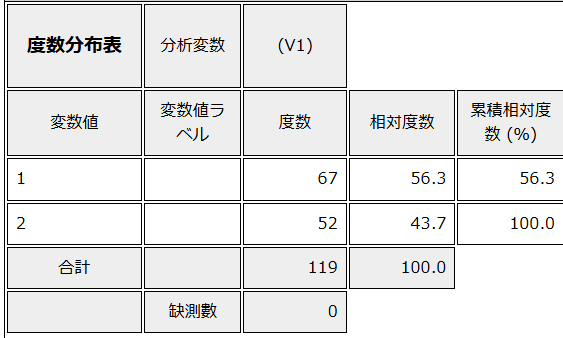 度数分布表 分析変数 (V1)
変数値 変数値ラベル 度数 相対度数 累積相対度数 (%)
1 67 56.3 56.3
2 52 43.7 100.0
合計 119 100.0
缺測數 0